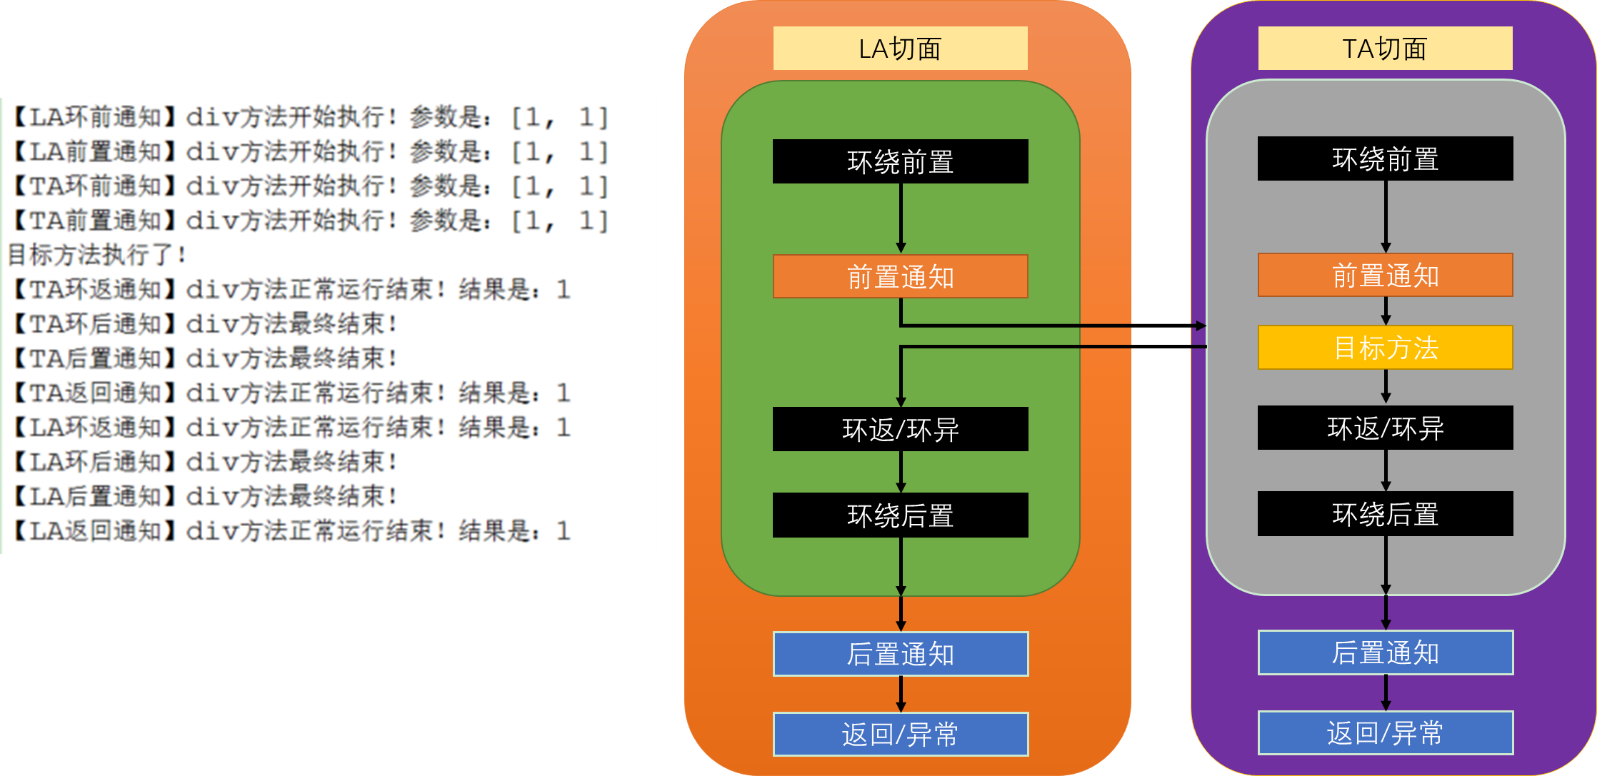 【LA环前通知】div方法开始执行！参数是：[1, 1]
【LA前置通知】div方法开始执行！参数是：[1, 1]
【TA环前通知】div方法开始执行！参数是：[1, 1]
【TA前置通知】div方法开始执行！参数是：[1, 1]
目标方法执行了！
【TA环返通知】div方法正常运行结束！结果是：1
【TA环后通知】div方法最终结束！
【TA后置通知】div方法最终结束！
【TA返回通知】div方法正常运行结束！结果是：1
【LA环返通知】div方法正常运行结束！结果是：1
【LA环后通知】div方法最终结束！
【LA后置通知】div方法最终结束！
【LA返回通知】div方法正常运行结束！结果是：1
LA切面
环绕前置
前置通知
环返/环异
环绕后置
后置通知
返回/异常
TA切面
环绕前置
前置通知
目标方法
环返/环异
环绕后置
后置通知
返回/异常